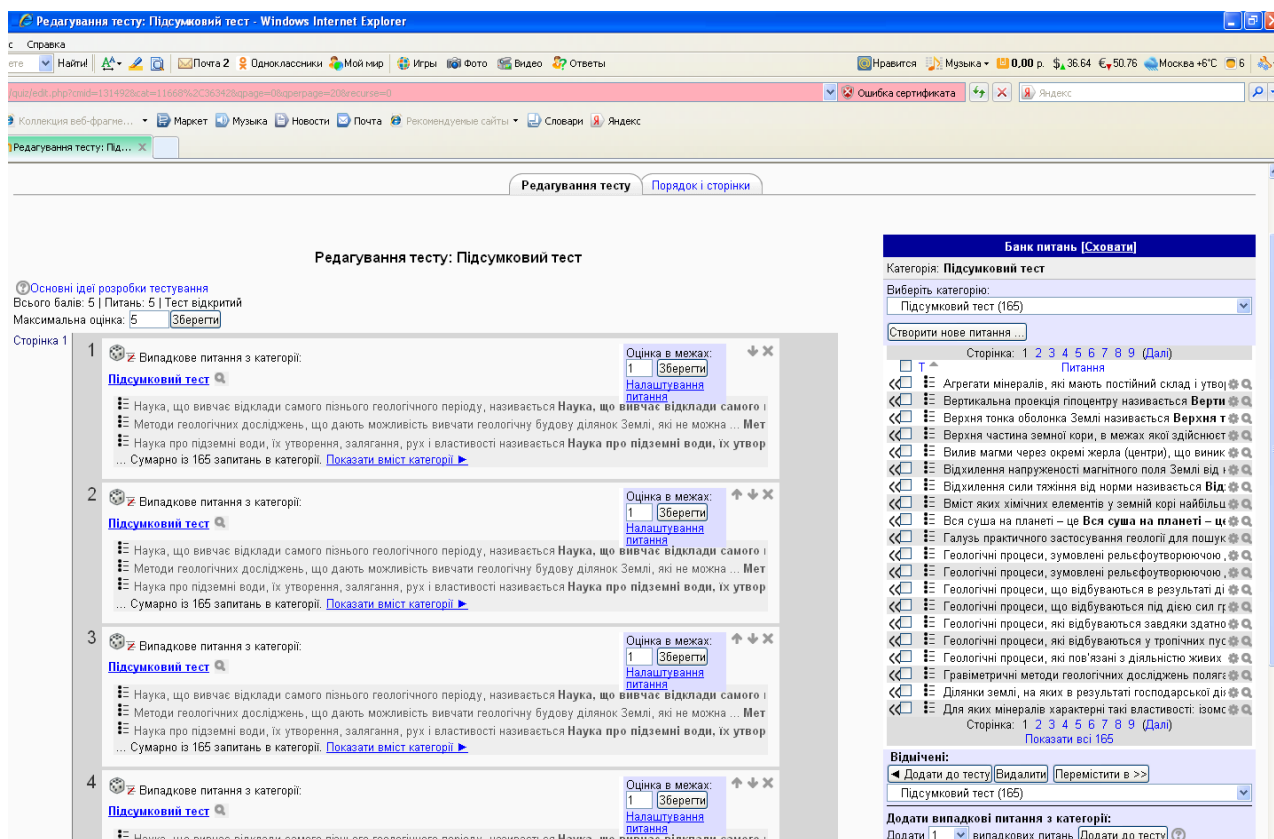 Редагування тесту: Підсумковий тест - Windows Internet Explorer
с Справка
ете Найти! Почта 2 Одноклассники Мой мир Игры Фото Видео Ответы Нравится Музыка 0,00 р. $ 36.64 € 50.76 Москва +6°C 6
/quiz/edit.php?cmid=131492&cat=11668%2C36342&qpage=0&qperpage=20&recurse=0 Ошибка сертификата Яндекс
Коллекция веб-фрагме... Маркет Музыка Новости Почта Рекомендуемые сайты Словари Яндекс
Редагування тесту: Під... X
Редагування тесту Порядок і сторінки
Редагування тесту: Підсумковий тест
Основні ідеї розробки тестування
Всього балів: 5 | Питань: 5 | Тест відкритий
Максимальна оцінка: 5 Зберегти
Сторінка 1
1 Випадкове питання з категорії:
Підсумковий тест
Оцінка в межах:
1 Зберегти
Налаштування
питання
Наука, що вивчає відклади самого пізнього геологічного періоду, називається Наука, що вивчає відклади самого
Методи геологічних досліджень, що дають можливість вивчати геологічну будову ділянок Землі, які не можна ... Мет
Наука про підземні води, їх утворення, залягання, рух і властивості називається Наука про підземні води, їх утвор
... Сумарно із 165 запитань в категорії. Показати вміст категорії ►
2 Випадкове питання з категорії:
Підсумковий тест
Оцінка в межах:
1 Зберегти
Налаштування
питання
Наука, що вивчає відклади самого пізнього геологічного періоду, називається Наука, що вивчає відклади самого
Методи геологічних досліджень, що дають можливість вивчати геологічну будову ділянок Землі, які не можна ... Мет
Наука про підземні води, їх утворення, залягання, рух і властивості називається Наука про підземні води, їх утвор
... Сумарно із 165 запитань в категорії. Показати вміст категорії ►
3 Випадкове питання з категорії:
Підсумковий тест
Оцінка в межах:
1 Зберегти
Налаштування
питання
Наука, що вивчає відклади самого пізнього геологічного періоду, називається Наука, що вивчає відклади самого
Методи геологічних досліджень, що дають можливість вивчати геологічну будову ділянок Землі, які не можна ... Мет
Наука про підземні води, їх утворення, залягання, рух і властивості називається Наука про підземні води, їх утвор
... Сумарно із 165 запитань в категорії. Показати вміст категорії ►
4 Випадкове питання з категорії:
Підсумковий тест
Оцінка в межах:
1 Зберегти
Налаштування
питання
Наука, що вивчає відклади самого пізнього геологічного періоду, називається Наука, що вивчає відклади самого
Банк питань [Сховати]
Категорія: Підсумковий тест
Виберіть категорію:
Підсумковий тест (165)
Створити нове питання ...
Сторінка: 1 2 3 4 5 6 7 8 9 (Далі)
Т Питання
Агрегати мінералів, які мають постійний склад і утвор
Вертикальна проекція гіпоцентру називається Верти
Верхня тонка оболонка Землі називається Верхня т
Верхня частина земної кори, в межах якої здійснюєт
Вилив магми через окремі жерла (центри), що виник
Відхилення напруженості магнітного поля Землі від н
Відхилення сили тяжіння від норми називається Від
Вміст яких хімічних елементів у земній корі найбільш
Вся суша на планеті – це Вся суша на планеті – це
Галузь практичного застосування геології для пошук
Геологічні процеси, зумовлені рельєфоутворюючою
Геологічні процеси, зумовлені рельєфоутворюючою
Геологічні процеси, що відбуваються в результаті ді
Геологічні процеси, що відбуваються під дією сил гр
Геологічні процеси, які відбуваються завдяки здатно
Геологічні процеси, які відбуваються у тропічних пус
Геологічні процеси, які пов'язані з діяльністю живих
Гравіметричні методи геологічних досліджень поляга
Ділянки землі, на яких в результаті господарської дія
Для яких мінералів характерні такі властивості: ізомо
Сторінка: 1 2 3 4 5 6 7 8 9 (Далі)
Показати всі 165
Відмічені:
◄ Додати до тесту Видалити Перемістити в >>
Підсумковий тест (165)
Додати випадкові питання з категорії:
Додати 1 випадкових питань Додати до тесту